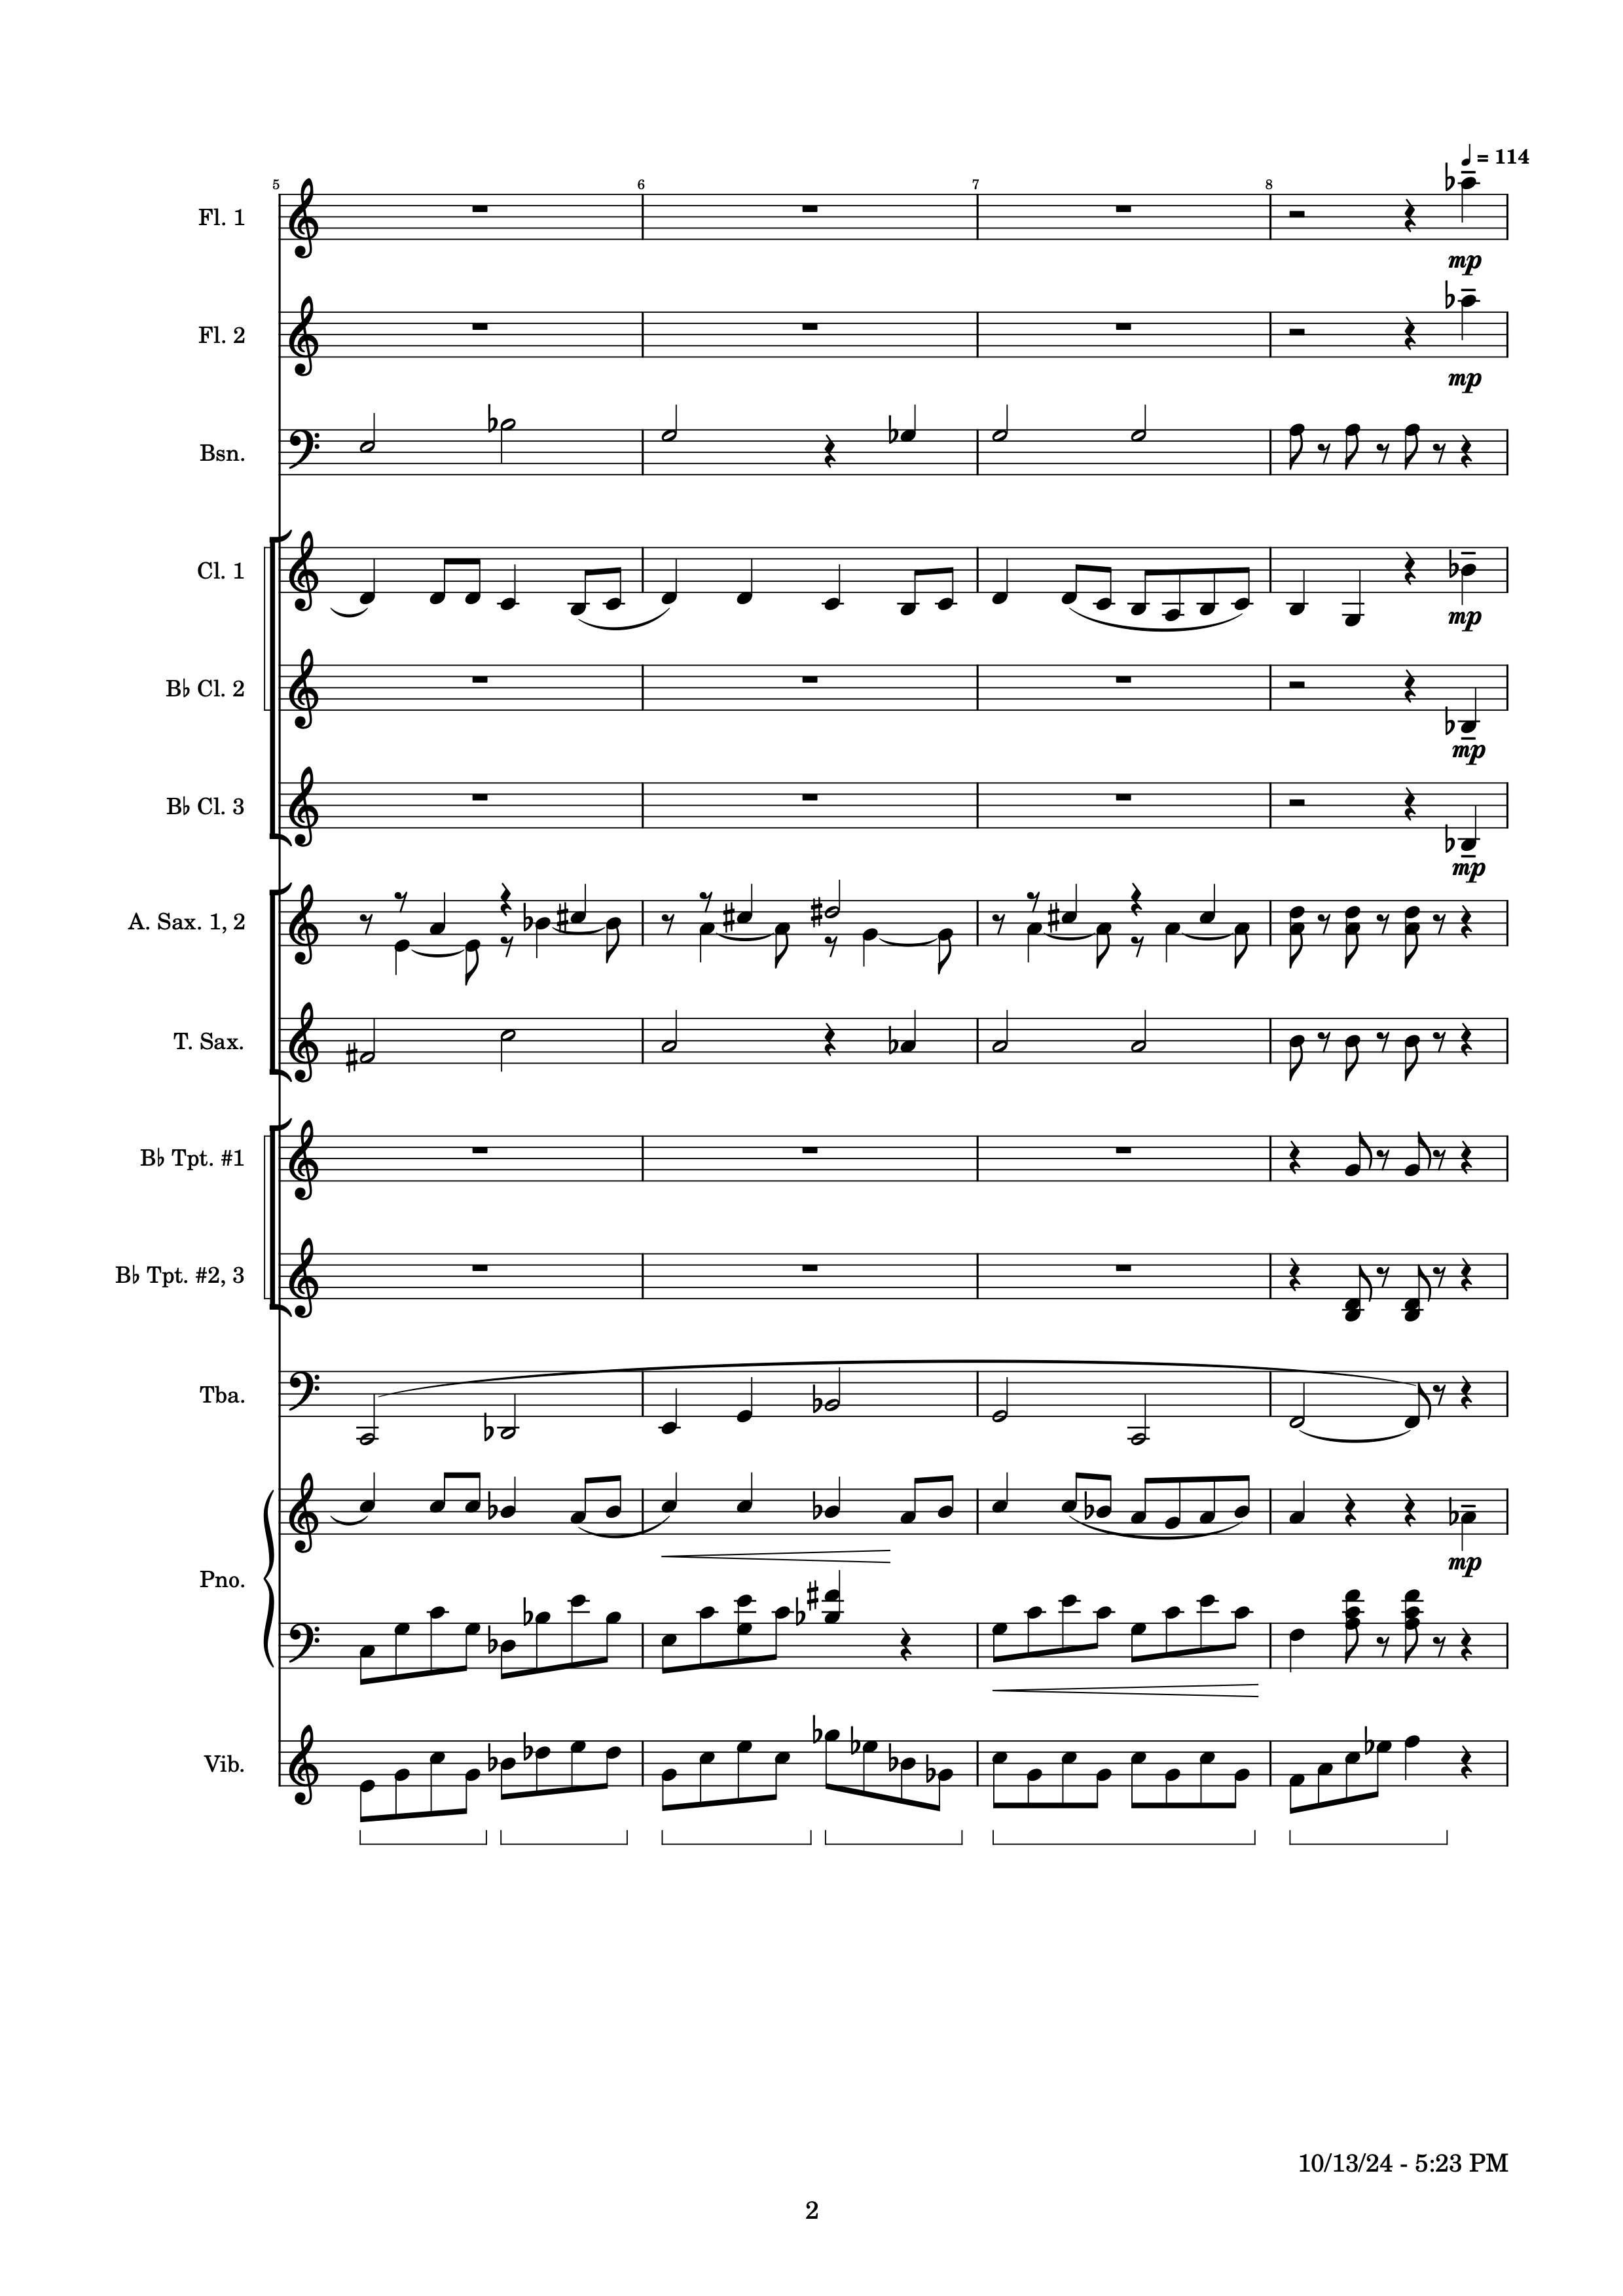 ♩ = 114
5 6 7 8
Fl. 1
mp
Fl. 2
mp
Bsn.
Cl. 1
mp
B♭ Cl. 2
mp
B♭ Cl. 3
mp
A. Sax. 1, 2
T. Sax.
B♭ Tpt. #1
B♭ Tpt. #2, 3
Tba.
mp
Pno.
Vib.
10/13/24 - 5:23 PM
2